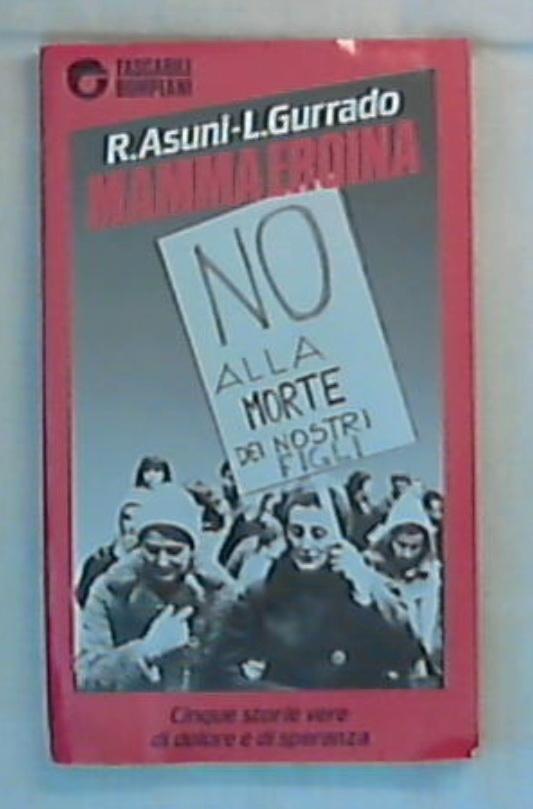 TASCABILI
BOMPIANI
R.Asuni-L.Gurrado
MAMMA EROINA
NO
ALLA
MORTE
DEI NOSTRI
FIGLI
Cinque storie vere
di dolore e di speranza